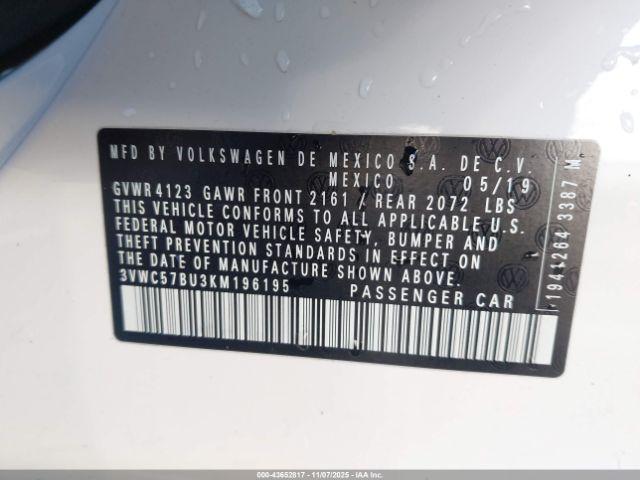 MFD BY VOLKSWAGEN DE MEXICO S.A. DE C.V.
MEXICO 05/19
GVWR 4123 GAWR FRONT 2161 / REAR 2072 LBS
THIS VEHICLE CONFORMS TO ALL APPLICABLE U.S.
FEDERAL MOTOR VEHICLE SAFETY, BUMPER AND
THEFT PREVENTION STANDARDS IN EFFECT ON
THE DATE OF MANUFACTURE SHOWN ABOVE.
3VWC57BU3KM196195 PASSENGER CAR
1941264 3387 M
000-43652817 - 11/07/2025 - IAAI.COM